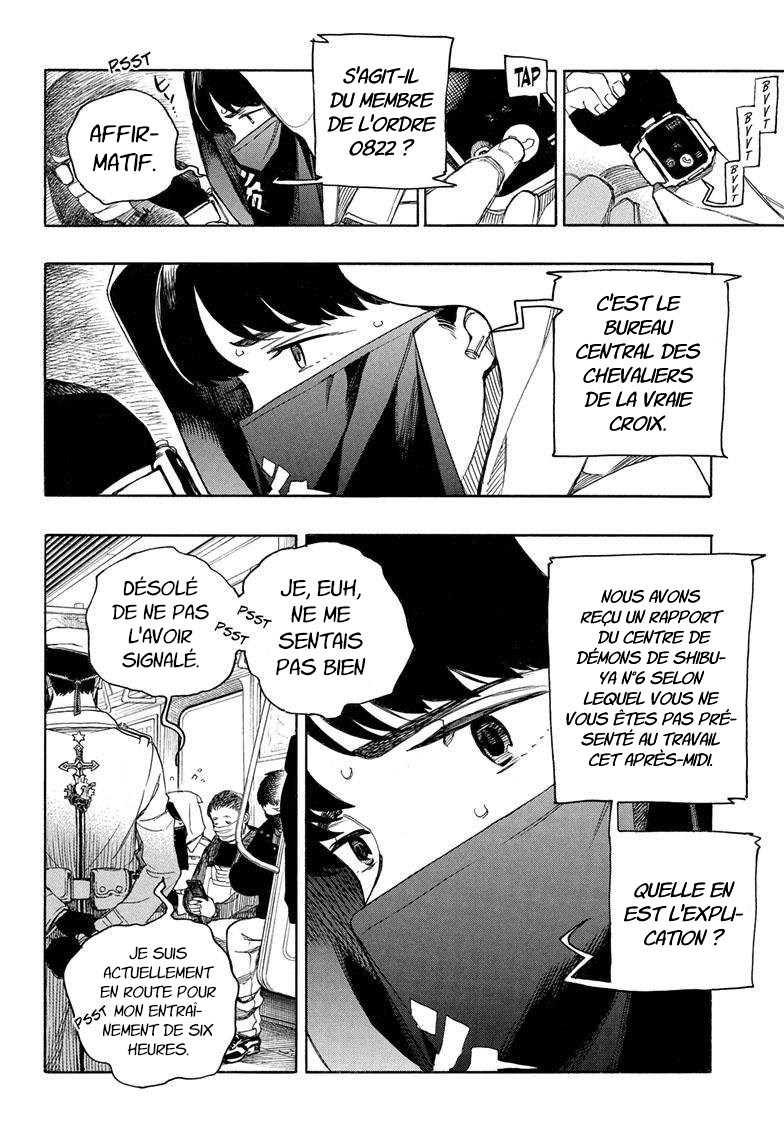 BVVT
BVVT
BVVT
TAP
S'AGIT-IL
DU MEMBRE
DE L'ORDRE
0822 ?
PSST
AFFIR-
MATIF.
C'EST LE
BUREAU
CENTRAL DES
CHEVALIERS
DE LA VRAIE
CROIX.
NOUS AVONS
REÇU UN RAPPORT
DU CENTRE DE
DÉMONS DE SHIBU-
YA N°6 SELON
LEQUEL VOUS NE
VOUS ÊTES PAS PRÉ-
SENTÉ AU TRAVAIL
CET APRÈS-MIDI.
QUELLE EN
EST L'EXPLI-
CATION ?
JE, EUH,
NE ME
SENTAIS
PAS BIEN
PSST
PSST
DÉSOLÉ
DE NE PAS
L'AVOIR
SIGNALÉ.
JE SUIS
ACTUELLEMENT
EN ROUTE POUR
MON ENTRAÎ-
NEMENT DE SIX
HEURES.
PSST